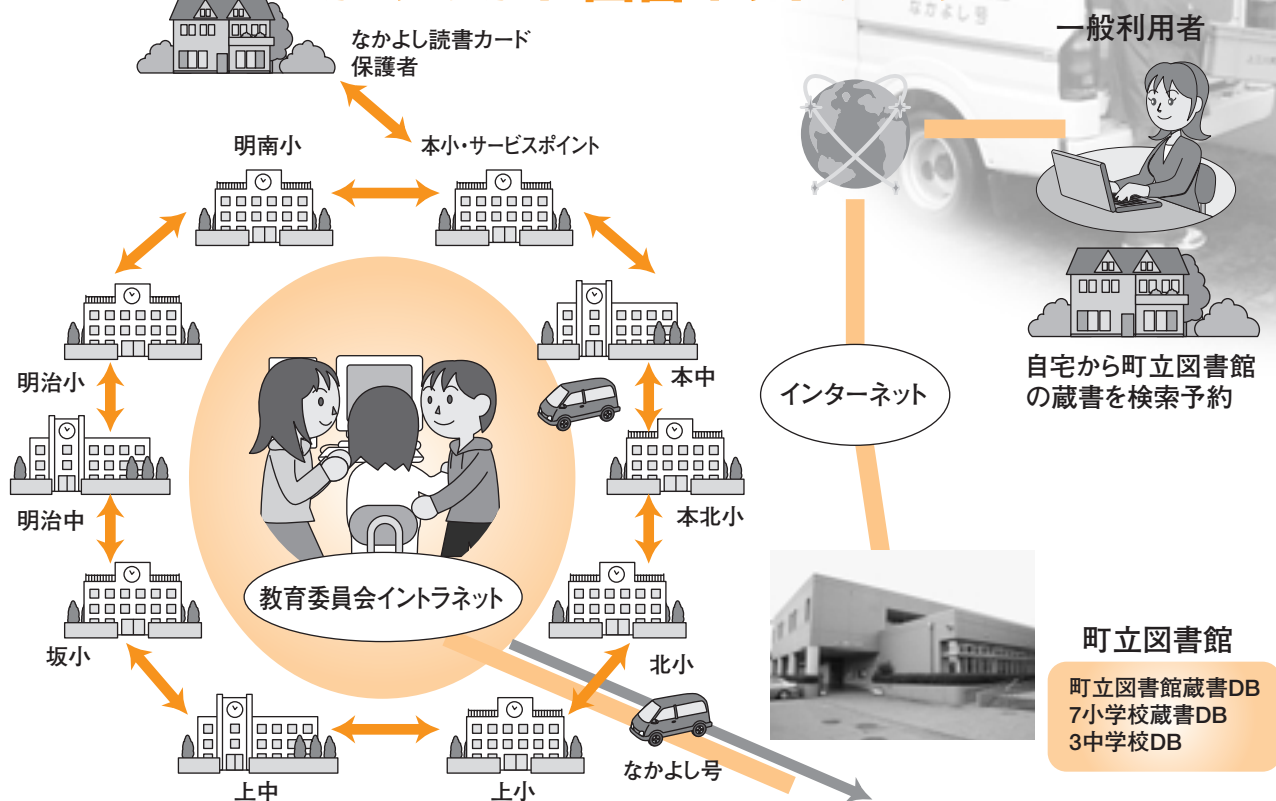 なかよし号
一般利用者
なかよし読書カード
保護者
明南小
本小・サービスポイント
明治小
本中
インターネット
自宅から町立図書館
の蔵書を検索予約
明治中
本北小
教育委員会イントラネット
坂小
北小
町立図書館
町立図書館蔵書DB
7小学校蔵書DB
3中学校DB
なかよし号
上中
上小